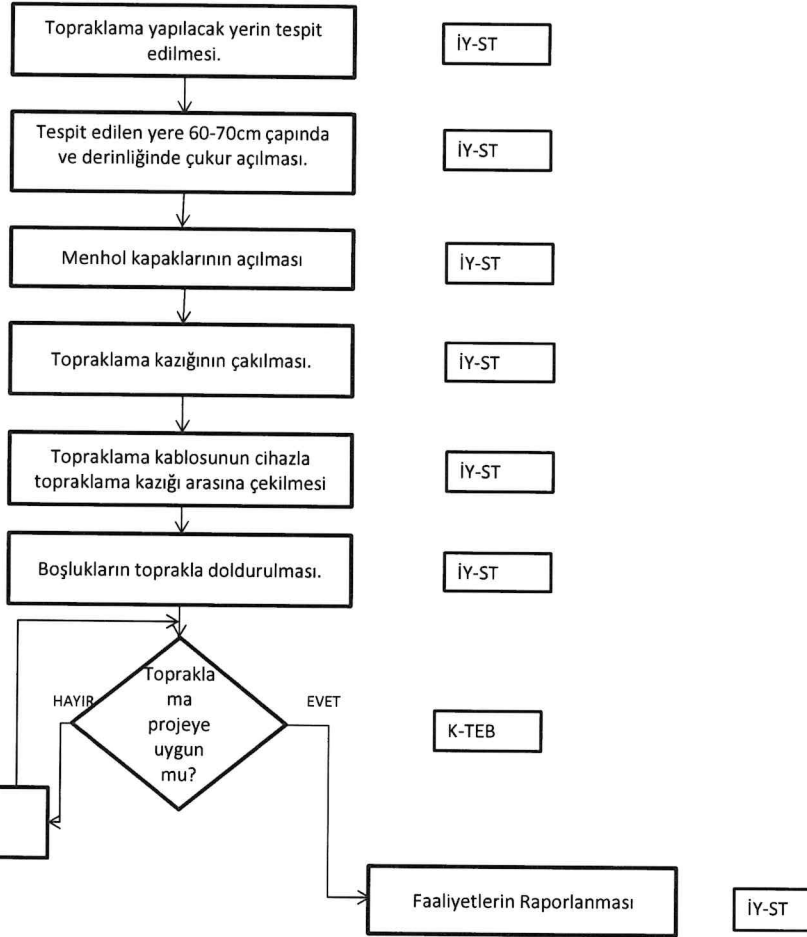 Topraklama yapılacak yerin tespit
edilmesi.
İY-ST
Tespit edilen yere 60-70cm çapında
ve derinliğinde çukur açılması.
İY-ST
Menhol kapaklarının açılması
İY-ST
Topraklama kazığının çakılması.
İY-ST
Topraklama kablosunun cihazla
topraklama kazığı arasına çekilmesi
İY-ST
Boşlukların toprakla doldurulması.
İY-ST
HAYIR
Toprakla
ma
projeye
uygun
mu?
EVET
K-TEB
Faaliyetlerin Raporlanması
İY-ST